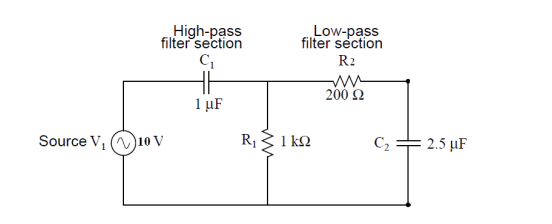 High-pass
filter section
Low-pass
filter section
C1
R2
1 µF
200 Ω
Source V1
10 V
R1
1 kΩ
C2
2.5 µF